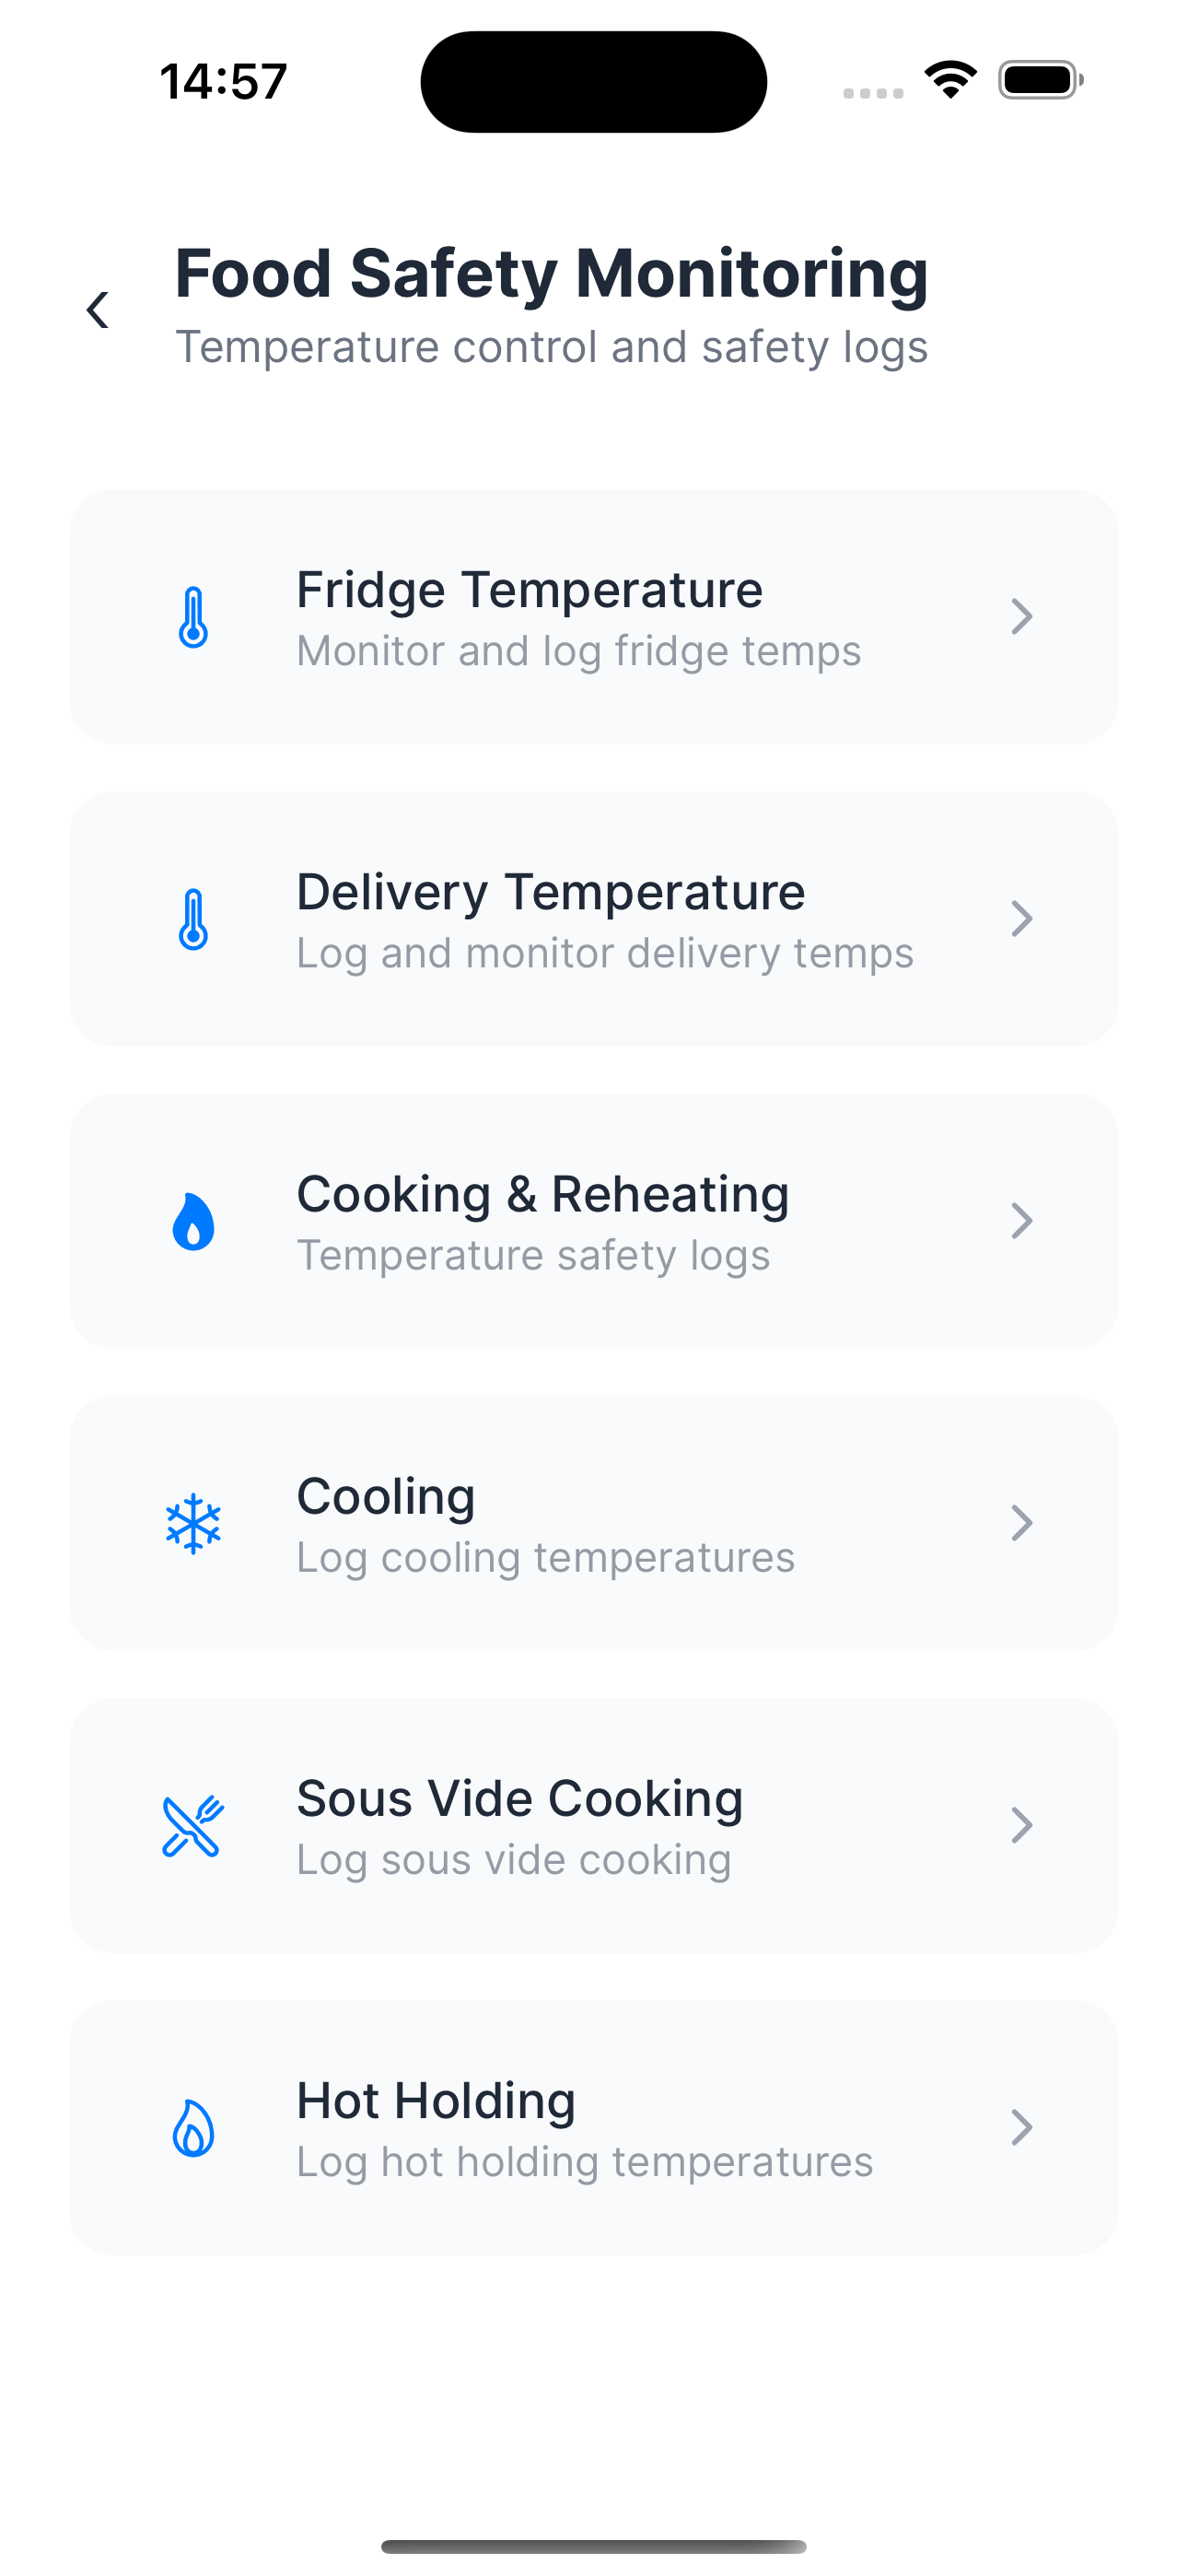 14:57
Food Safety Monitoring
Temperature control and safety logs
Fridge Temperature
Monitor and log fridge temps
Delivery Temperature
Log and monitor delivery temps
Cooking & Reheating
Temperature safety logs
Cooling
Log cooling temperatures
Sous Vide Cooking
Log sous vide cooking
Hot Holding
Log hot holding temperatures